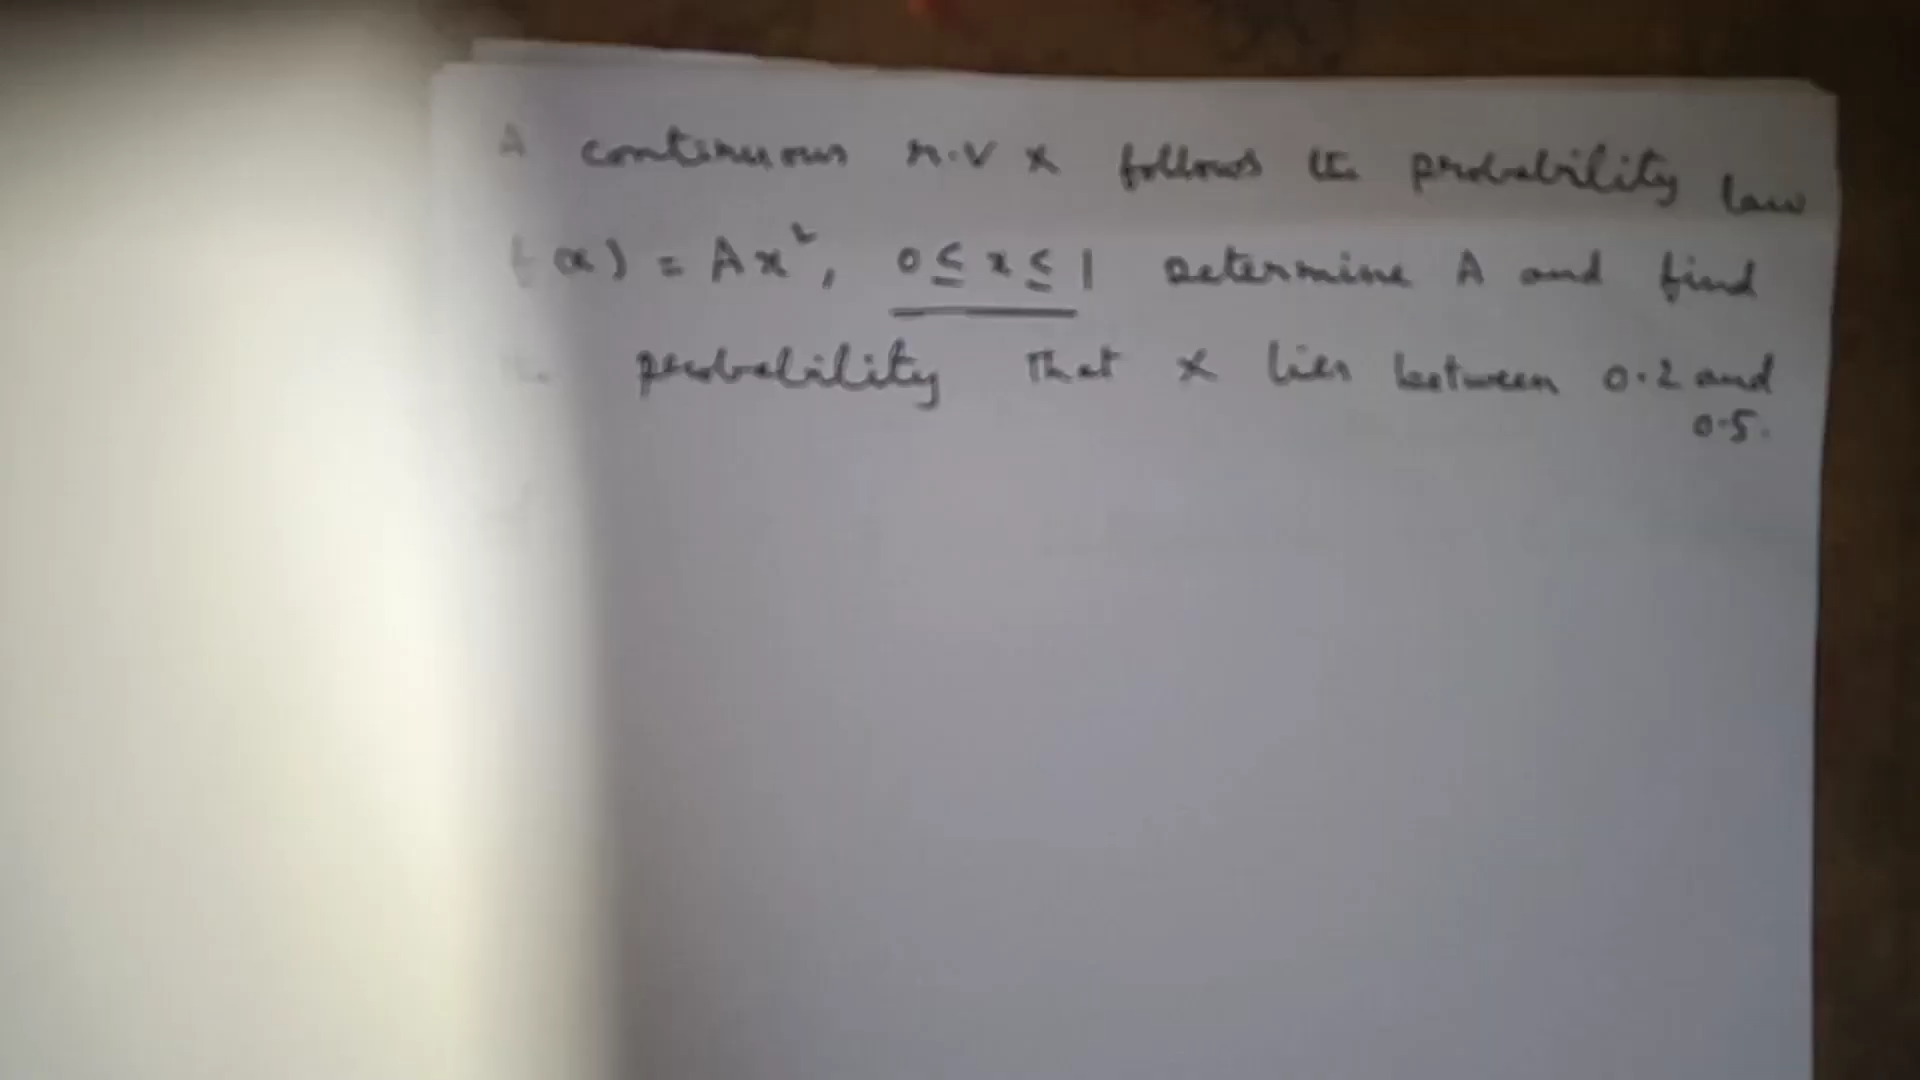 A continuous r.v x follows the probability law
f(x) = Ax², 0 ≤ x ≤ 1 Determine A and find
probability that x lies between 0.2 and
0.5.